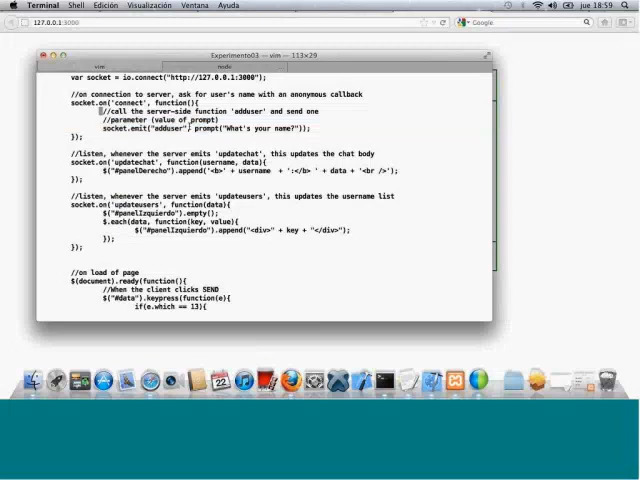 Terminal Shell Edición Visualización Ventana Ayuda jue 18:59
127.0.0.1:3000 Google
Experimento03 — vim — 113×29
vim node
var socket = io.connect("http://127.0.0.1:3000");
//on connection to server, ask for user's name with an anonymous callback
socket.on('connect', function(){
//call the server-side function 'adduser' and send one
//parameter (value of prompt)
socket.emit("adduser", prompt("What's your name?"));
});
//listen, whenever the server emits 'updatechat', this updates the chat body
socket.on('updatechat', function(username, data){
$("#panelDerecho").append('<b>' + username + ':</b> ' + data + '<br />');
});
//listen, whenever the server emits 'updateusers', this updates the username list
socket.on('updateusers', function(data){
$("#panelIzquierdo").empty();
$.each(data, function(key, value){
$("#panelIzquierdo").append("<div>" + key + "</div>");
});
});
//on load of page
$(document).ready(function(){
//When the client clicks SEND
$("#data").keypress(function(e){
if(e.which == 13){
22